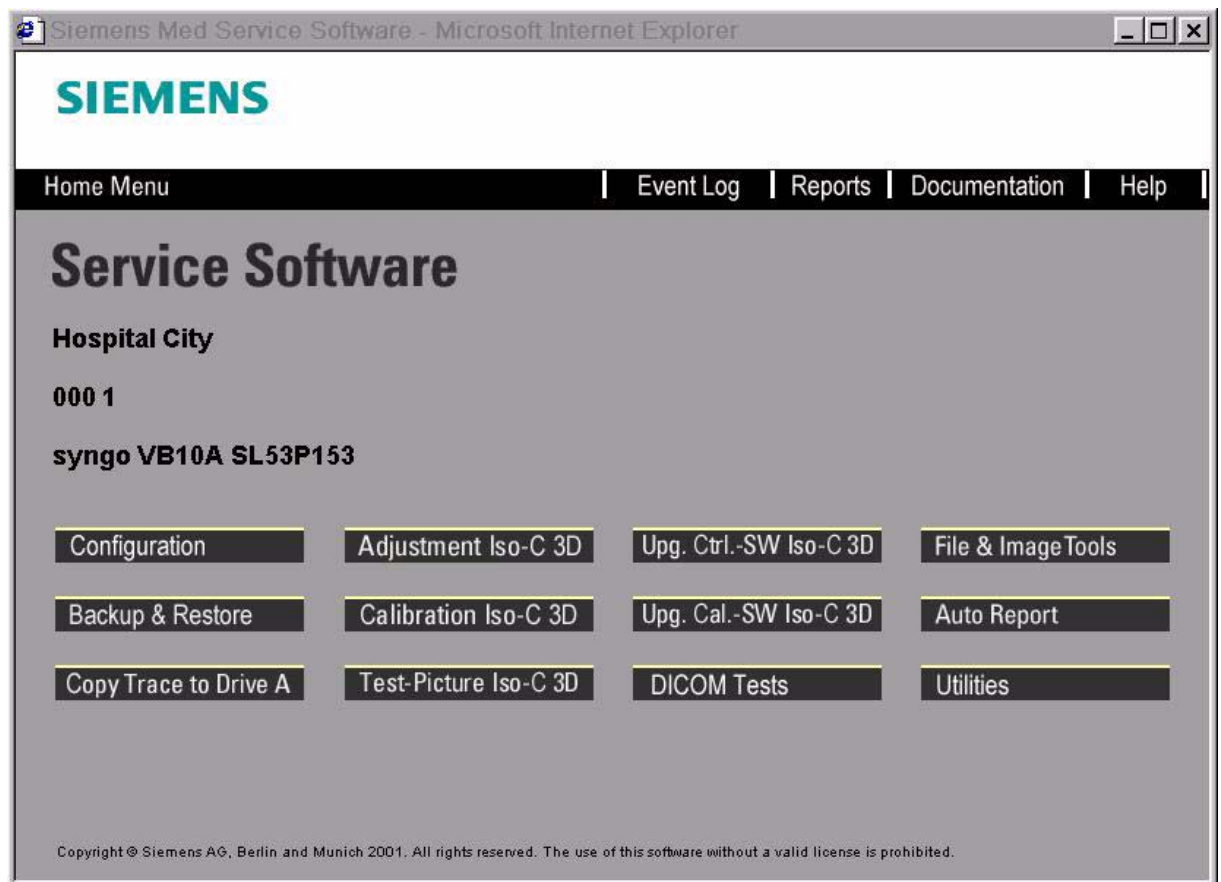 Siemens Med Service Software - Microsoft Internet Explorer
SIEMENS
Home Menu Event Log Reports Documentation Help
Service Software
Hospital City
000 1
syngo VB10A SL53P153
Configuration Adjustment Iso-C 3D Upg. Ctrl.-SW Iso-C 3D File & Image Tools
Backup & Restore Calibration Iso-C 3D Upg. Cal.-SW Iso-C 3D Auto Report
Copy Trace to Drive A Test-Picture Iso-C 3D DICOM Tests Utilities
Copyright © Siemens AG, Berlin and Munich 2001. All rights reserved. The use of this software without a valid license is prohibited.